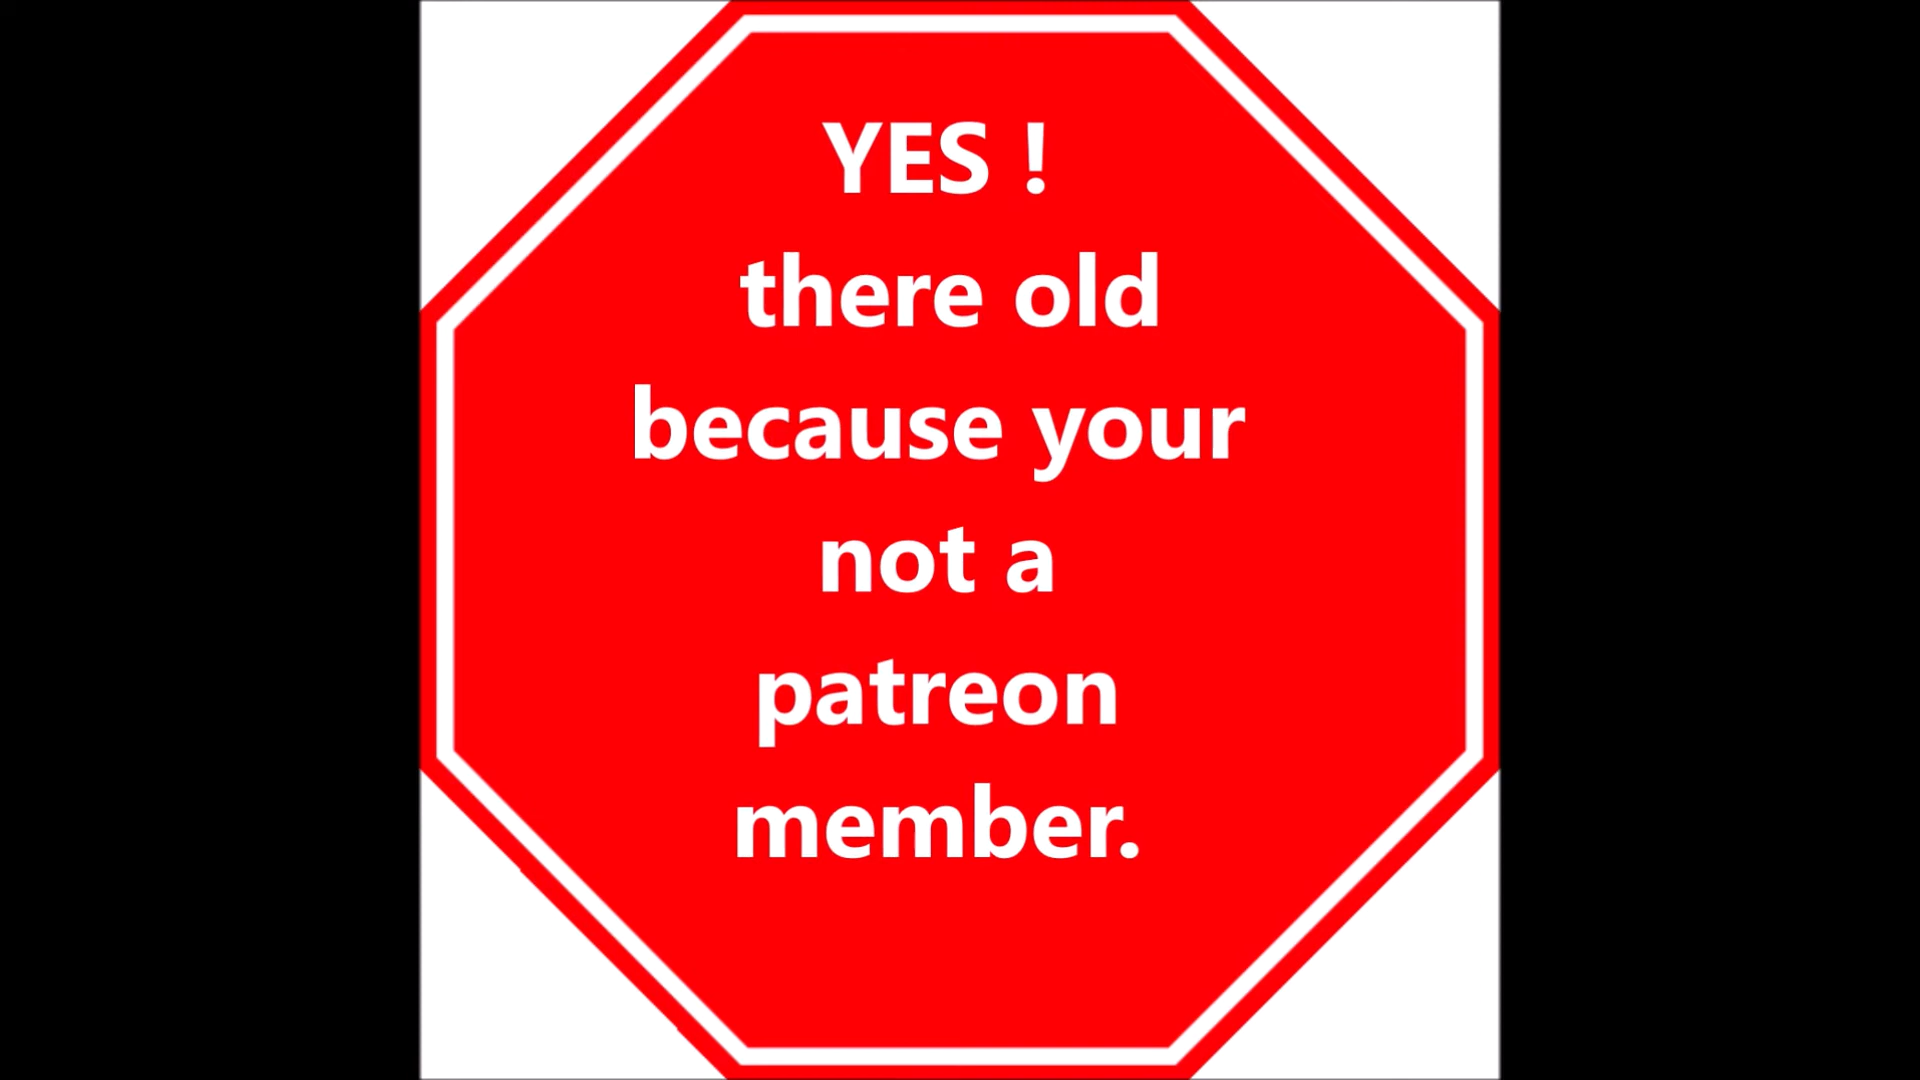 YES !
there old
because your
not a
patreon
member.